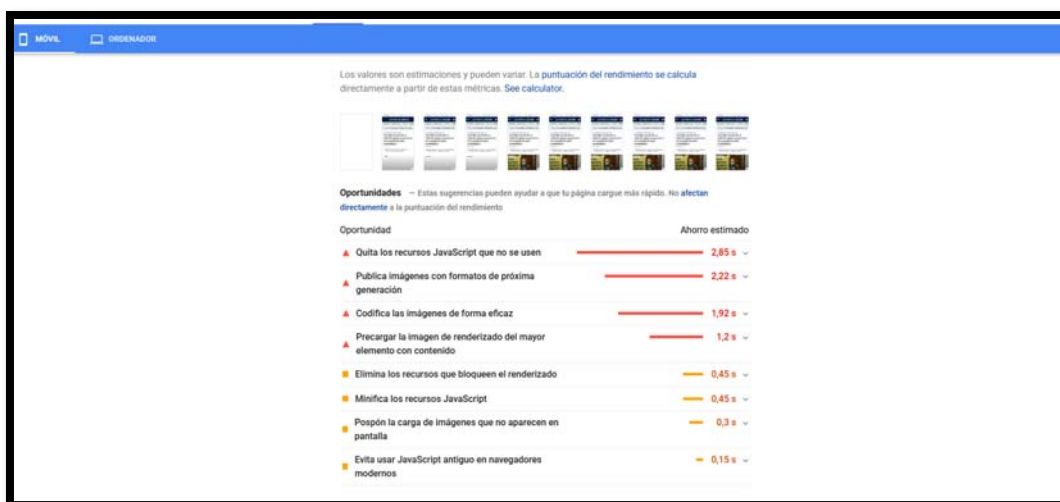 MÓVIL
ORDENADOR
Los valores son estimaciones y pueden variar. La puntuación del rendimiento se calcula
directamente a partir de estas métricas. See calculator.
Oportunidades — Estas sugerencias pueden ayudar a que tu página cargue más rápido. No afectan
directamente a la puntuación del rendimiento
Oportunidad Ahorro estimado
Quita los recursos JavaScript que no se usen 2,85 s
Publica imágenes con formatos de próxima
generación
2,22 s
Codifica las imágenes de forma eficaz 1,92 s
Precargar la imagen de renderizado del mayor
elemento con contenido
1,2 s
Elimina los recursos que bloqueen el renderizado 0,45 s
Minifica los recursos JavaScript 0,45 s
Pospón la carga de imágenes que no aparecen en
pantalla
0,3 s
Evita usar JavaScript antiguo en navegadores
modernos
0,15 s